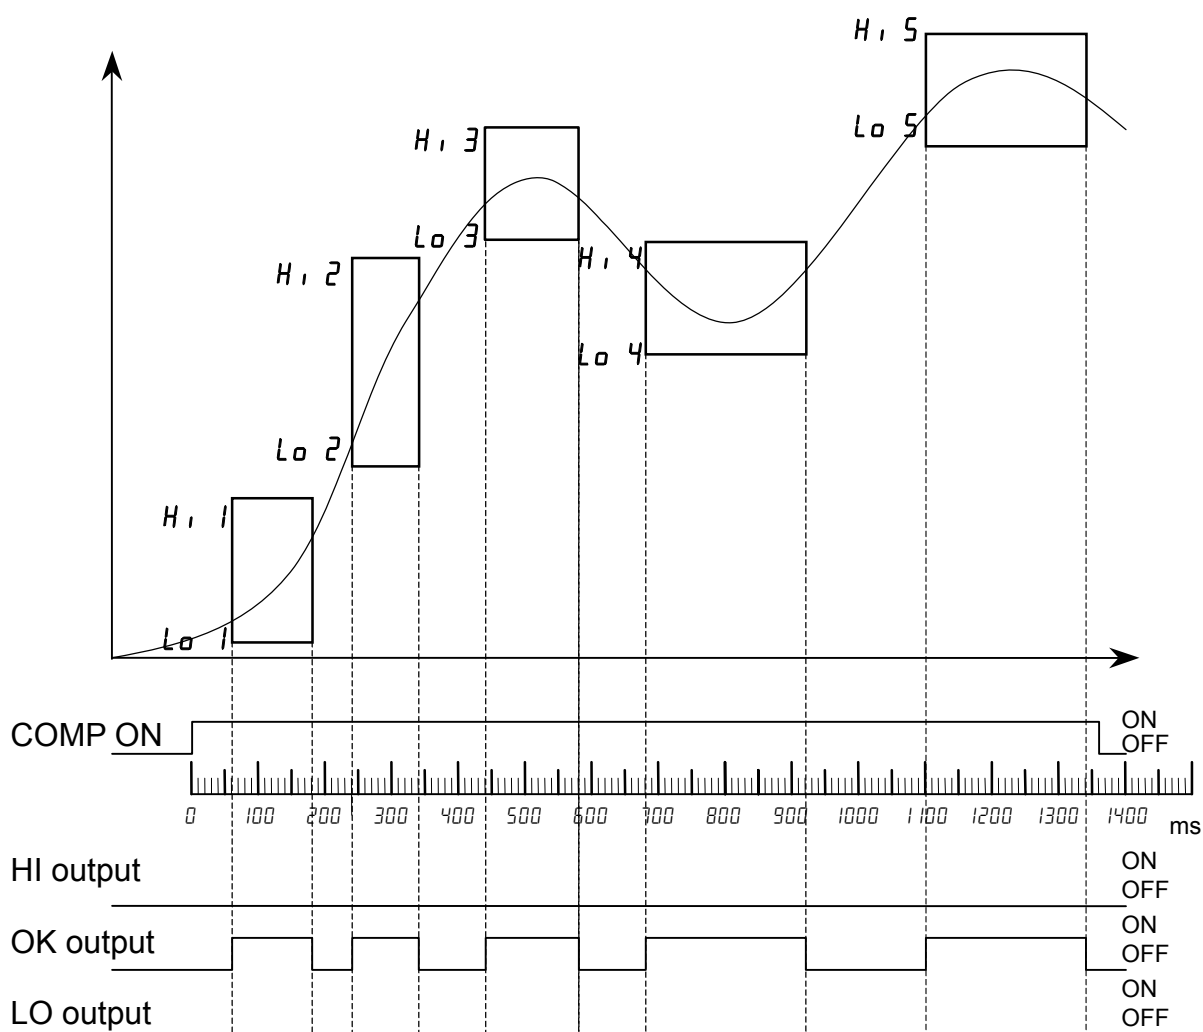 Hi 5
Lo 5
Hi 3
Lo 3
Hi 4
Lo 4
Hi 2
Lo 2
Hi 1
Lo 1
COMP ON
ON
OFF
0 100 200 300 400 500 600 700 800 900 1000 1100 1200 1300 1400 ms
HI output
ON
OFF
OK output
ON
OFF
LO output
ON
OFF